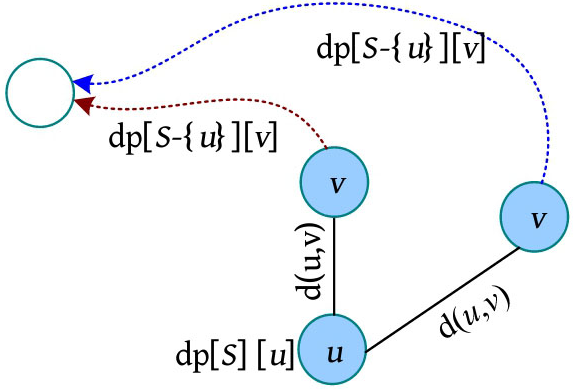 dp[S-{u}][v]
dp[S-{u}][v]
v
v
d(u,v)
d(u,v)
dp[S] [u]
u